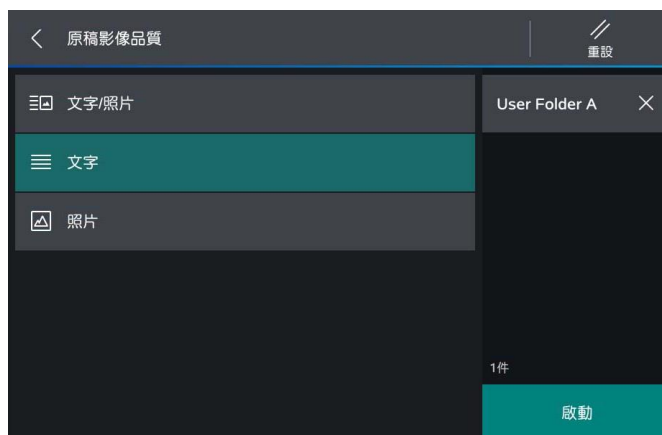 原稿影像品質
重設
文字/照片
文字
照片
User Folder A
1件
啟動